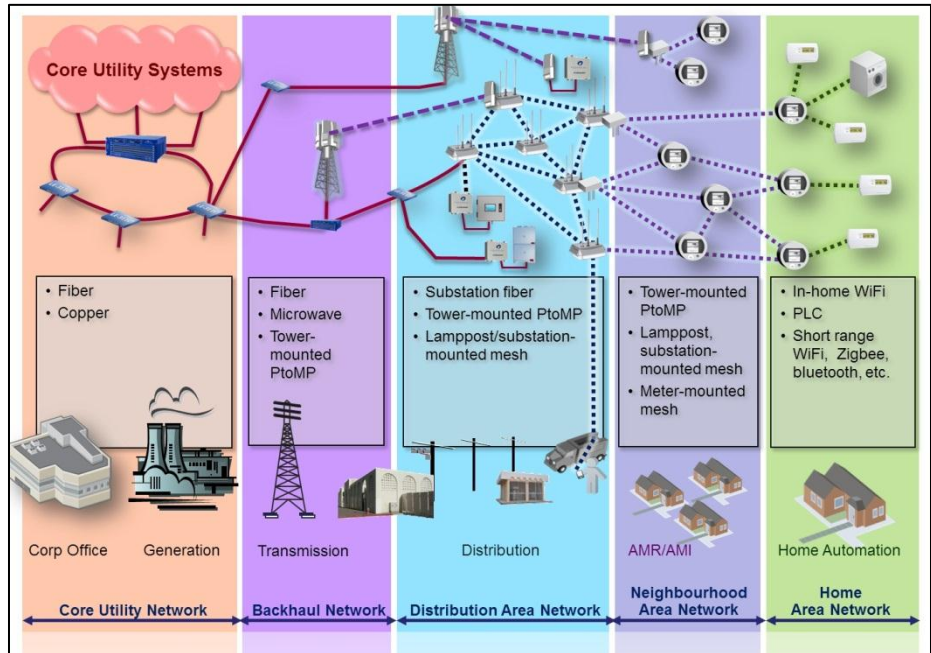 Core Utility Systems
• Fiber
• Copper
• Fiber
• Microwave
• Tower-
mounted
PtoMP
• Substation fiber
• Tower-mounted PtoMP
• Lamppost/substation-
mounted mesh
• Tower-mounted
PtoMP
• Lamppost,
substation-
mounted mesh
• Meter-mounted
mesh
• In-home WiFi
• PLC
• Short range
WiFi, Zigbee,
bluetooth, etc.
Corp Office
Generation
Transmission
Distribution
AMR/AMI
Home Automation
Core Utility Network
Backhaul Network
Distribution Area Network
Neighbourhood
Area Network
Home
Area Network